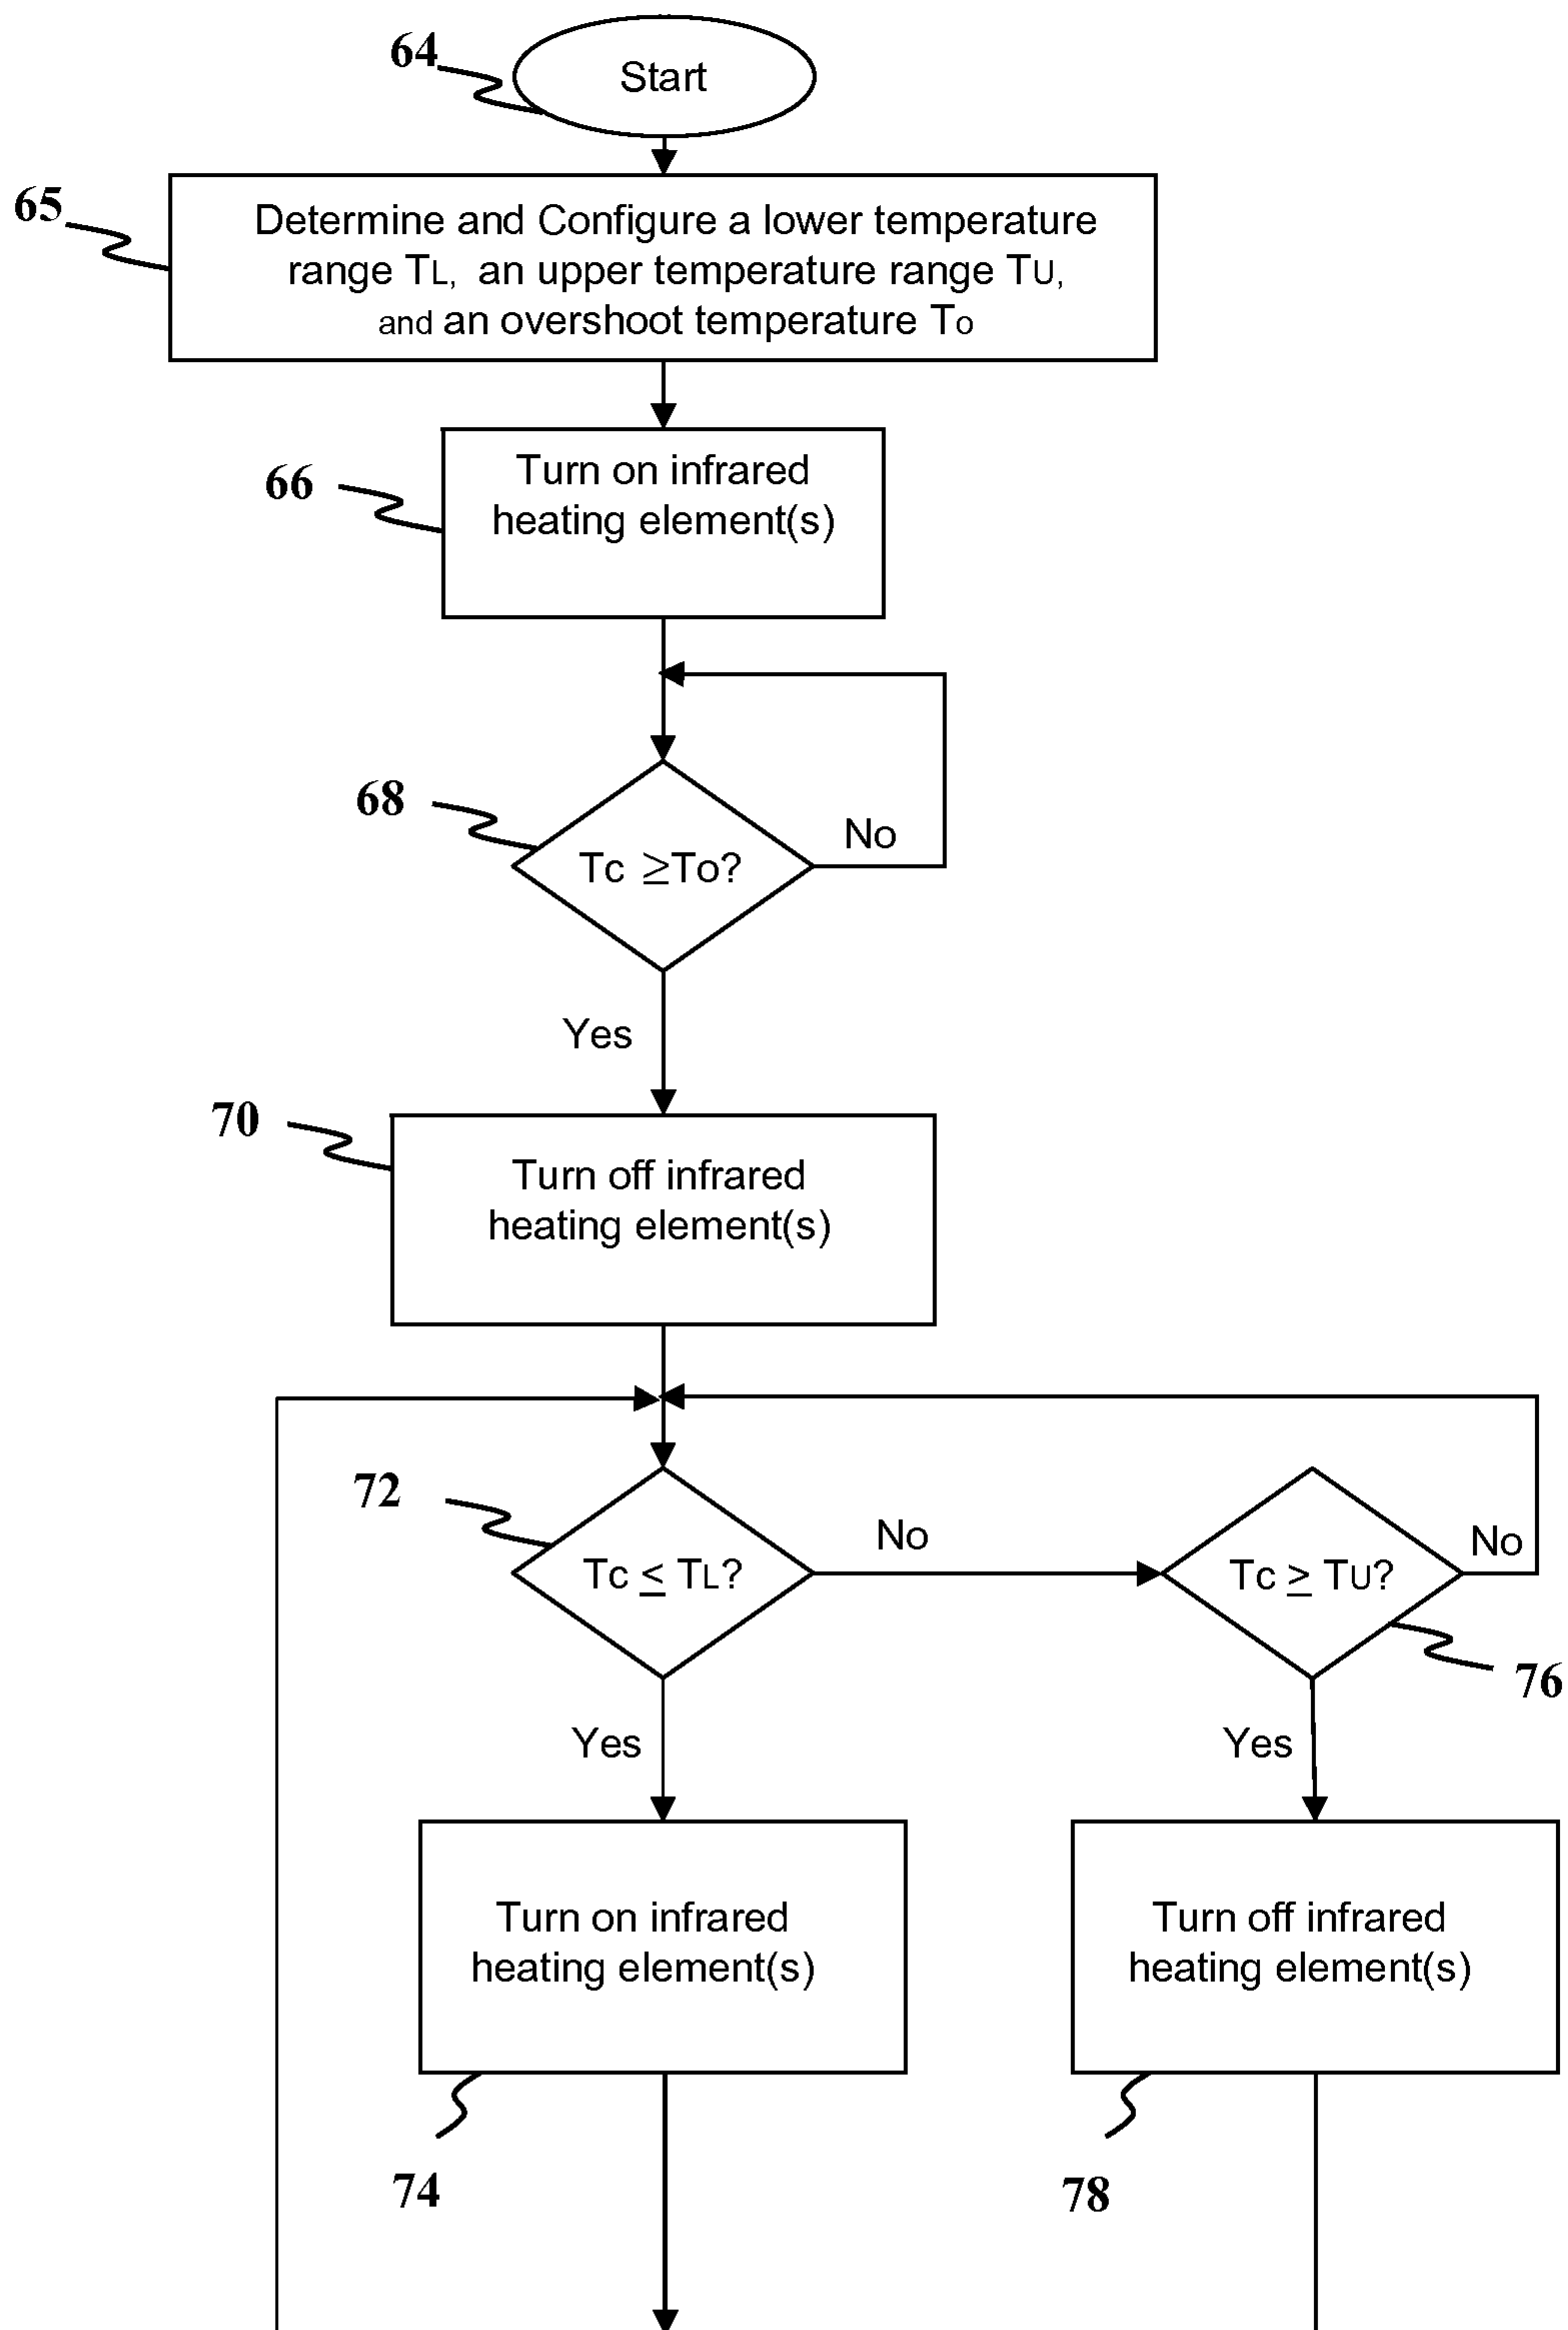 64
Start
65
Determine and Configure a lower temperature
range TL, an upper temperature range TU,
and an overshoot temperature To
66
Turn on infrared
heating element(s)
68
Tc ≥To?
No
Yes
70
Turn off infrared
heating element(s)
72
Tc ≤ TL?
No
Tc ≥ TU?
No
76
Yes
Yes
Turn on infrared
heating element(s)
Turn off infrared
heating element(s)
74
78